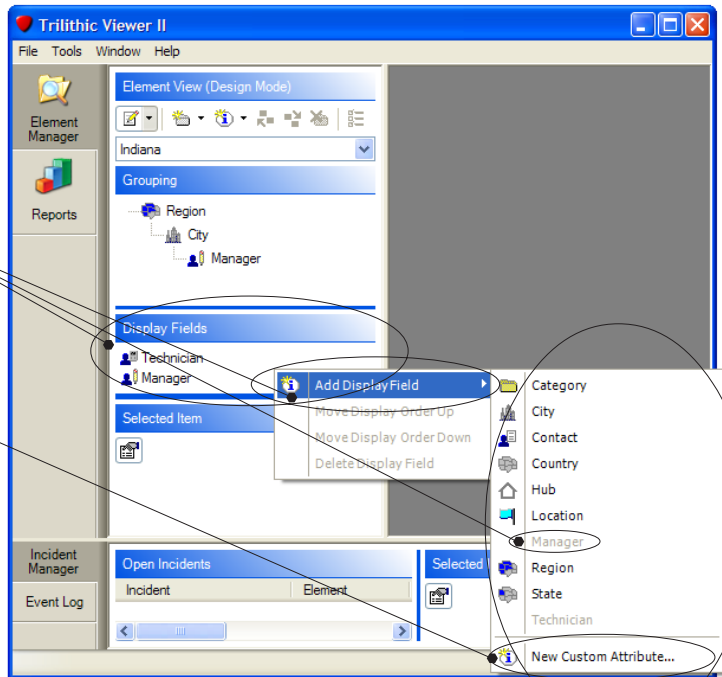 Trilithic Viewer II
File Tools Window Help
Element Manager
Reports
Element View (Design Mode)
Indiana
Grouping
Region
City
Manager
Display Fields
Technician
Manager
Selected Item
Add Display Field
Move Display Order Up
Move Display Order Down
Delete Display Field
Category
City
Contact
Country
Hub
Location
Manager
Region
State
Technician
New Custom Attribute...
Incident Manager
Event Log
Open Incidents
Incident Element
Selected